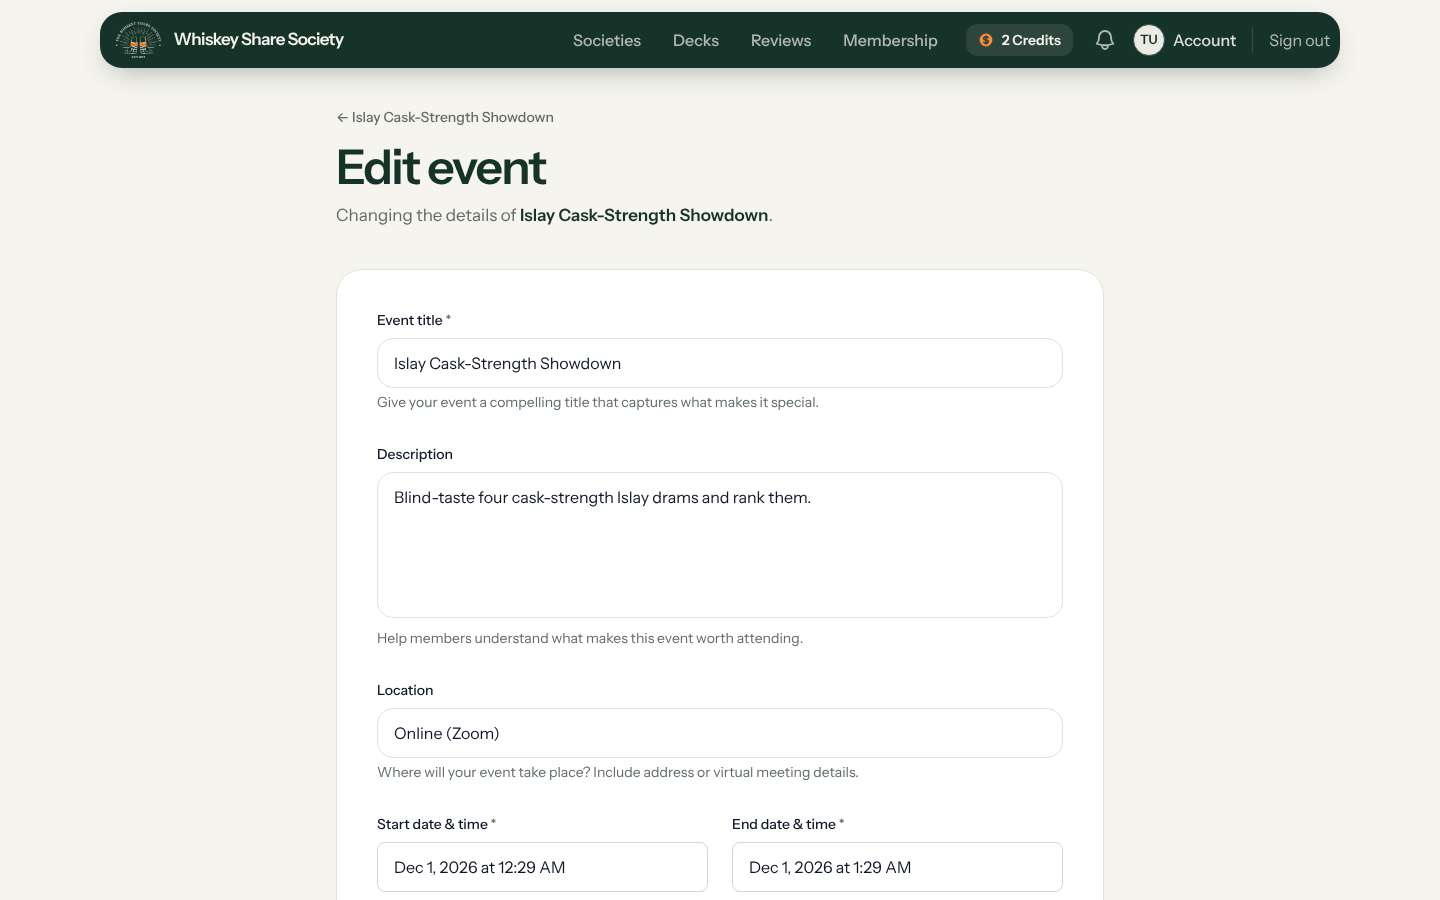 Whiskey Share Society
Societies
Decks
Reviews
Membership
2 Credits
TU
Account
Sign out
← Islay Cask-Strength Showdown
Edit event
Changing the details of Islay Cask-Strength Showdown.
Event title *
Islay Cask-Strength Showdown
Give your event a compelling title that captures what makes it special.
Description
Blind-taste four cask-strength Islay drams and rank them.
Help members understand what makes this event worth attending.
Location
Online (Zoom)
Where will your event take place? Include address or virtual meeting details.
Start date & time *
End date & time *
Dec 1, 2026 at 12:29 AM
Dec 1, 2026 at 1:29 AM